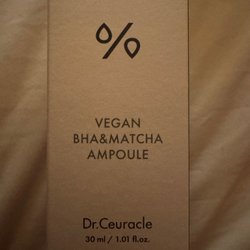 %
VEGAN
BHA&MATCHA
AMPOULE
Dr.Ceuracle
30 ml / 1.01 fl.oz.